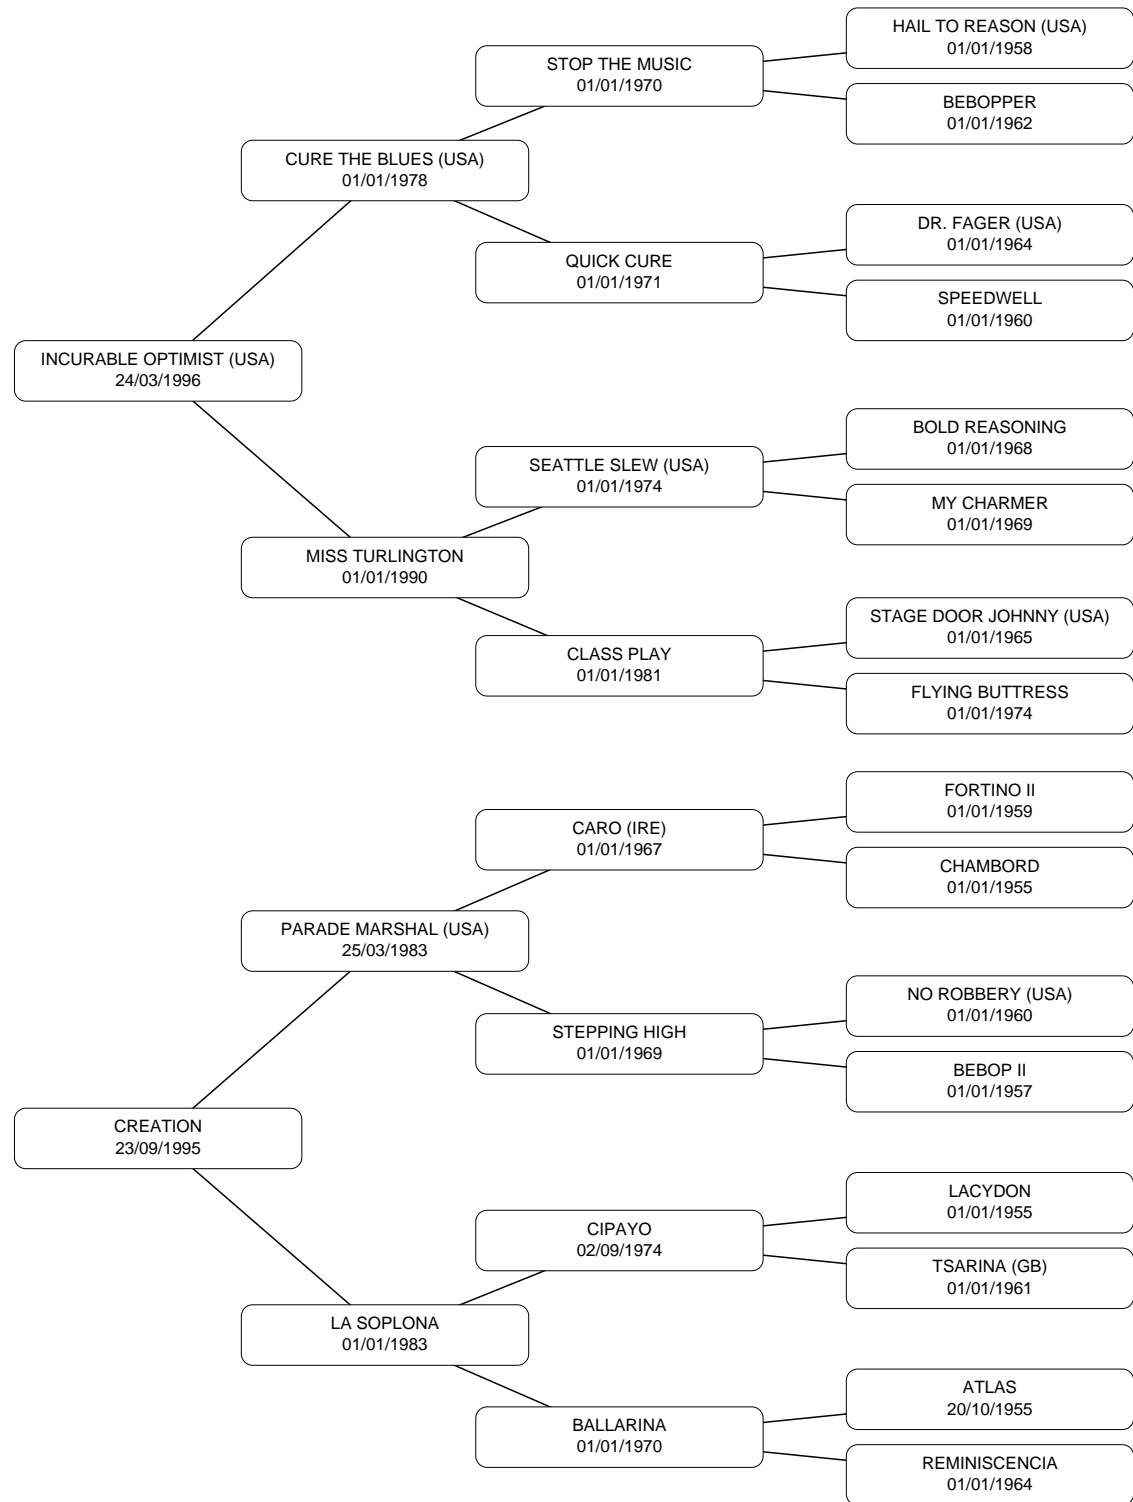 HAIL TO REASON (USA)
01/01/1958
STOP THE MUSIC
01/01/1970
BEBOPPER
01/01/1962
CURE THE BLUES (USA)
01/01/1978
DR. FAGER (USA)
01/01/1964
QUICK CURE
01/01/1971
SPEEDWELL
01/01/1960
INCURABLE OPTIMIST (USA)
24/03/1996
BOLD REASONING
01/01/1968
SEATTLE SLEW (USA)
01/01/1974
MY CHARMER
01/01/1969
MISS TURLINGTON
01/01/1990
STAGE DOOR JOHNNY (USA)
01/01/1965
CLASS PLAY
01/01/1981
FLYING BUTTRESS
01/01/1974
FORTINO II
01/01/1959
CARO (IRE)
01/01/1967
CHAMBORD
01/01/1955
PARADE MARSHAL (USA)
25/03/1983
NO ROBBERY (USA)
01/01/1960
STEPPING HIGH
01/01/1969
BEBOP II
01/01/1957
CREATION
23/09/1995
LACYDON
01/01/1955
CIPAYO
02/09/1974
TSARINA (GB)
01/01/1961
LA SOPLONA
01/01/1983
ATLAS
20/10/1955
BALLARINA
01/01/1970
REMINISCENCIA
01/01/1964